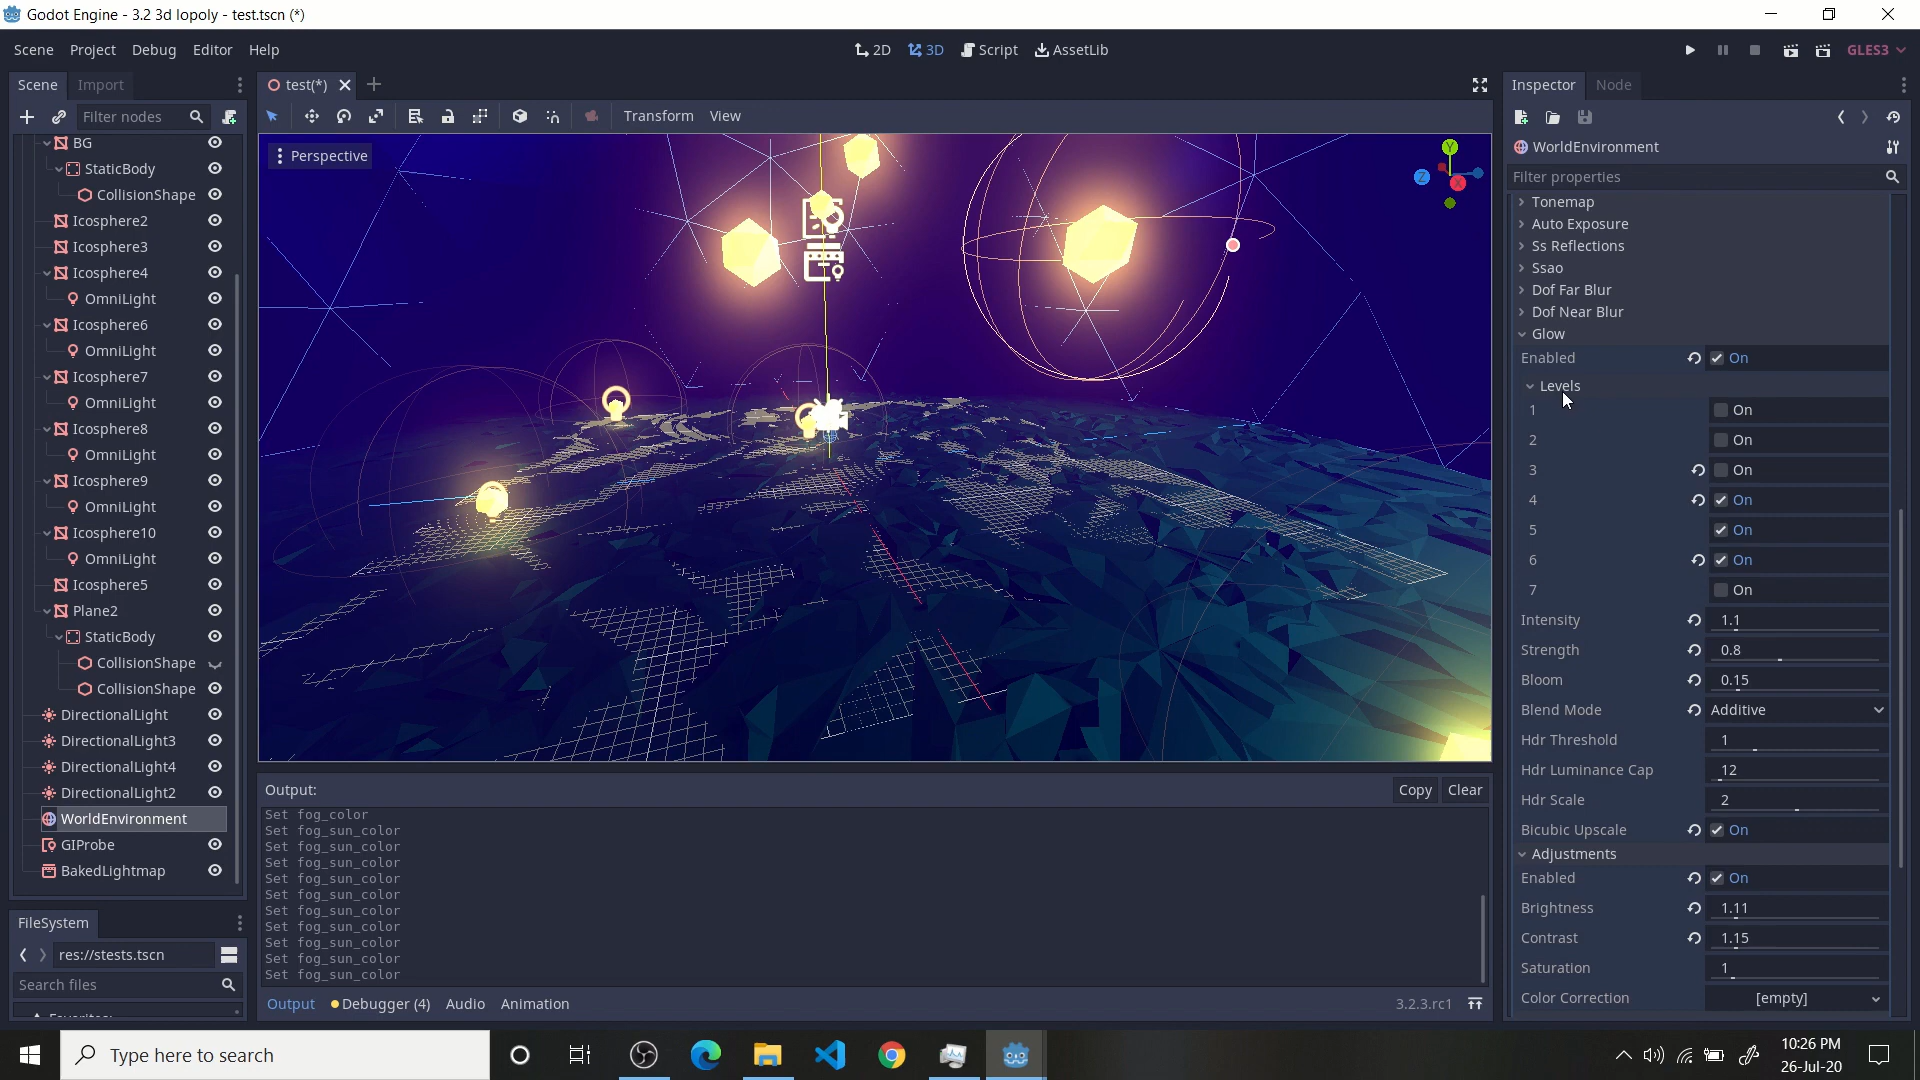 Godot Engine - 3.2 3d lopoly - test.tscn (*)
Scene Project Debug Editor Help
2D 3D Script AssetLib
GLES3
Scene Import
test(*)
Inspector Node
Filter nodes
Transform View
Perspective
Y
Z
X
BG
StaticBody
CollisionShape
Icosphere2
Icosphere3
Icosphere4
OmniLight
Icosphere6
OmniLight
Icosphere7
OmniLight
Icosphere8
OmniLight
Icosphere9
OmniLight
Icosphere10
OmniLight
Icosphere5
Plane2
StaticBody
CollisionShape
CollisionShape
DirectionalLight
DirectionalLight3
DirectionalLight4
DirectionalLight2
WorldEnvironment
GIProbe
BakedLightmap
FileSystem
res://stests.tscn
Search files
Favorites:
Output:
Copy Clear
Set fog_color
Set fog_sun_color
Set fog_sun_color
Set fog_sun_color
Set fog_sun_color
Set fog_sun_color
Set fog_sun_color
Set fog_sun_color
Set fog_sun_color
Set fog_sun_color
Set fog_sun_color
Output Debugger (4) Audio Animation
3.2.3.rc1
WorldEnvironment
Filter properties
Tonemap
Auto Exposure
Ss Reflections
Ssao
Dof Far Blur
Dof Near Blur
Glow
Enabled On
Levels
1 On
2 On
3 On
4 On
5 On
6 On
7 On
Intensity 1.1
Strength 0.8
Bloom 0.15
Blend Mode Additive
Hdr Threshold 1
Hdr Luminance Cap 12
Hdr Scale 2
Bicubic Upscale On
Adjustments
Enabled On
Brightness 1.11
Contrast 1.15
Saturation 1
Color Correction [empty]
Type here to search
10:26 PM
26-Jul-20